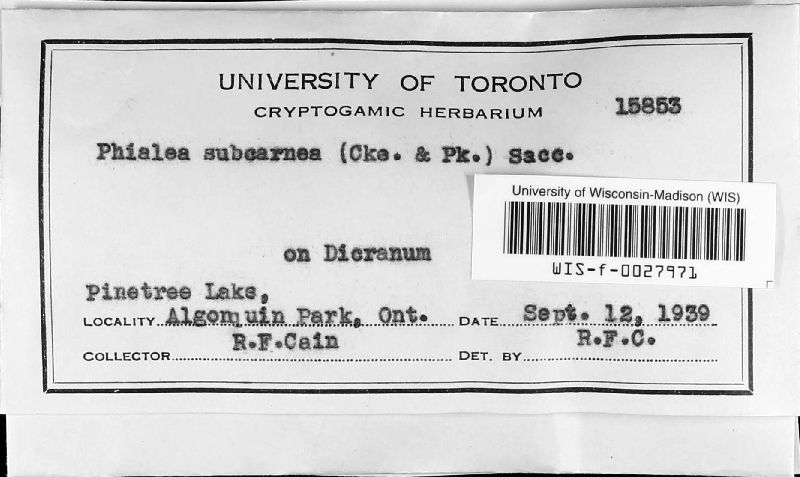 UNIVERSITY OF TORONTO
CRYPTOGAMIC HERBARIUM 15853
Phialea subcarnea (Cke. & Pk.) Sacc.
University of Wisconsin-Madison (WIS)
WIS-f-0027971
on Dicranum
Pinetree Lake,
LOCALITY Algonquin Park, Ont. DATE Sept. 12, 1939
COLLECTOR R.F.Cain DET. BY R.F.C.